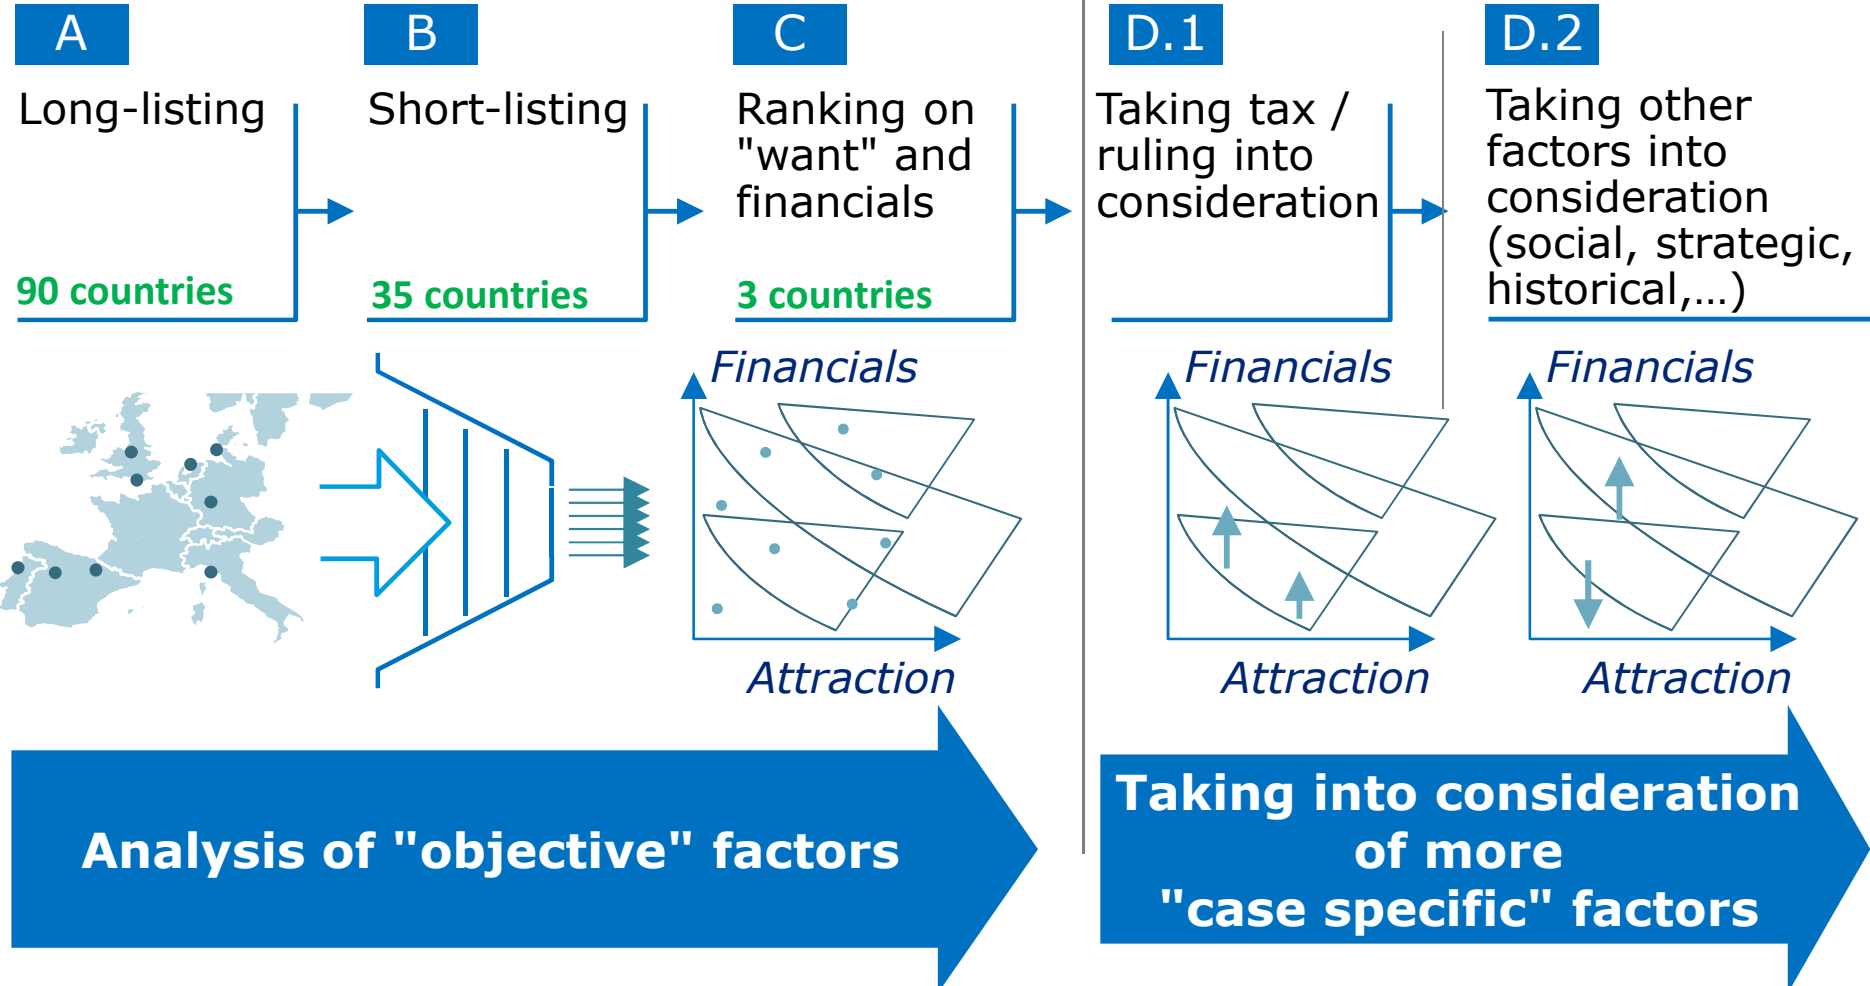 A
Long-listing
90 countries
B
Short-listing
35 countries
C
Ranking on
"want" and
financials
3 countries
D.1
Taking tax /
ruling into
consideration
D.2
Taking other
factors into
consideration
(social, strategic,
historical,...)
Financials
Attraction
Financials
Attraction
Financials
Attraction
Analysis of "objective" factors
Taking into consideration
of more
"case specific" factors